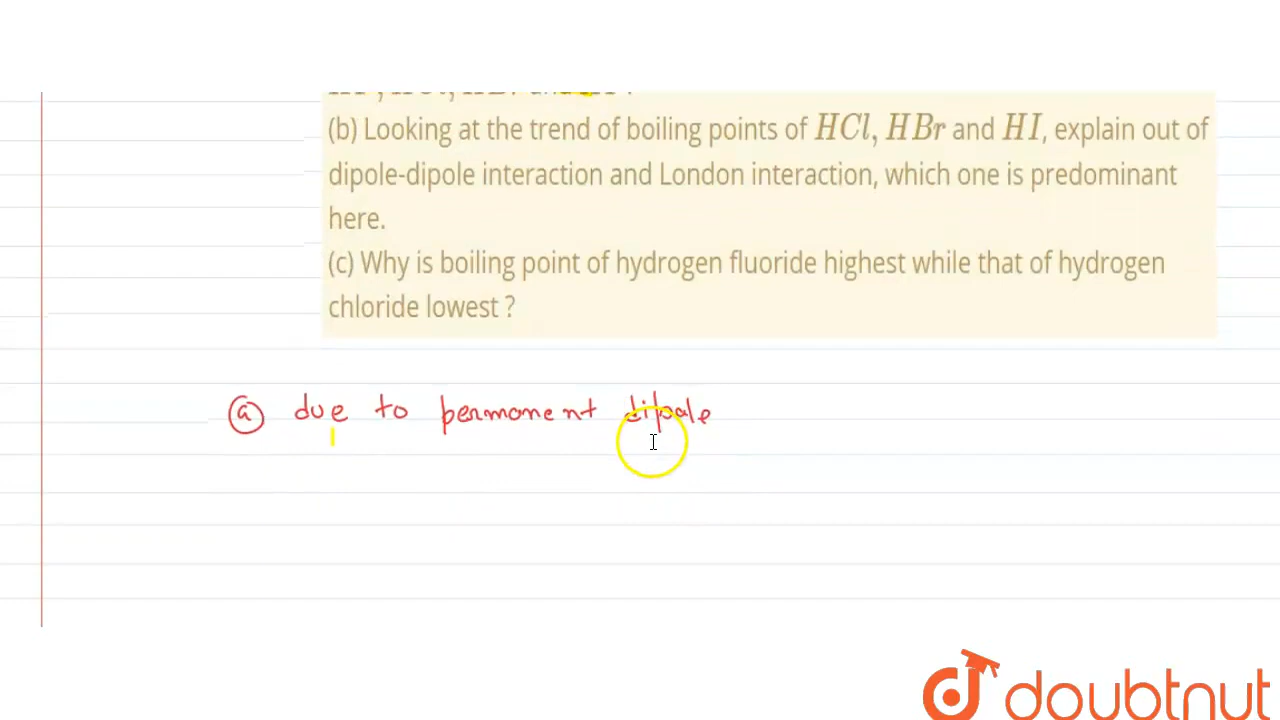 (b) Looking at the trend of boiling points of HCl, HBr and HI, explain out of
dipole-dipole interaction and London interaction, which one is predominant
here.
(c) Why is boiling point of hydrogen fluoride highest while that of hydrogen
chloride lowest ?
(a) due to permanent dipole
doubtnut